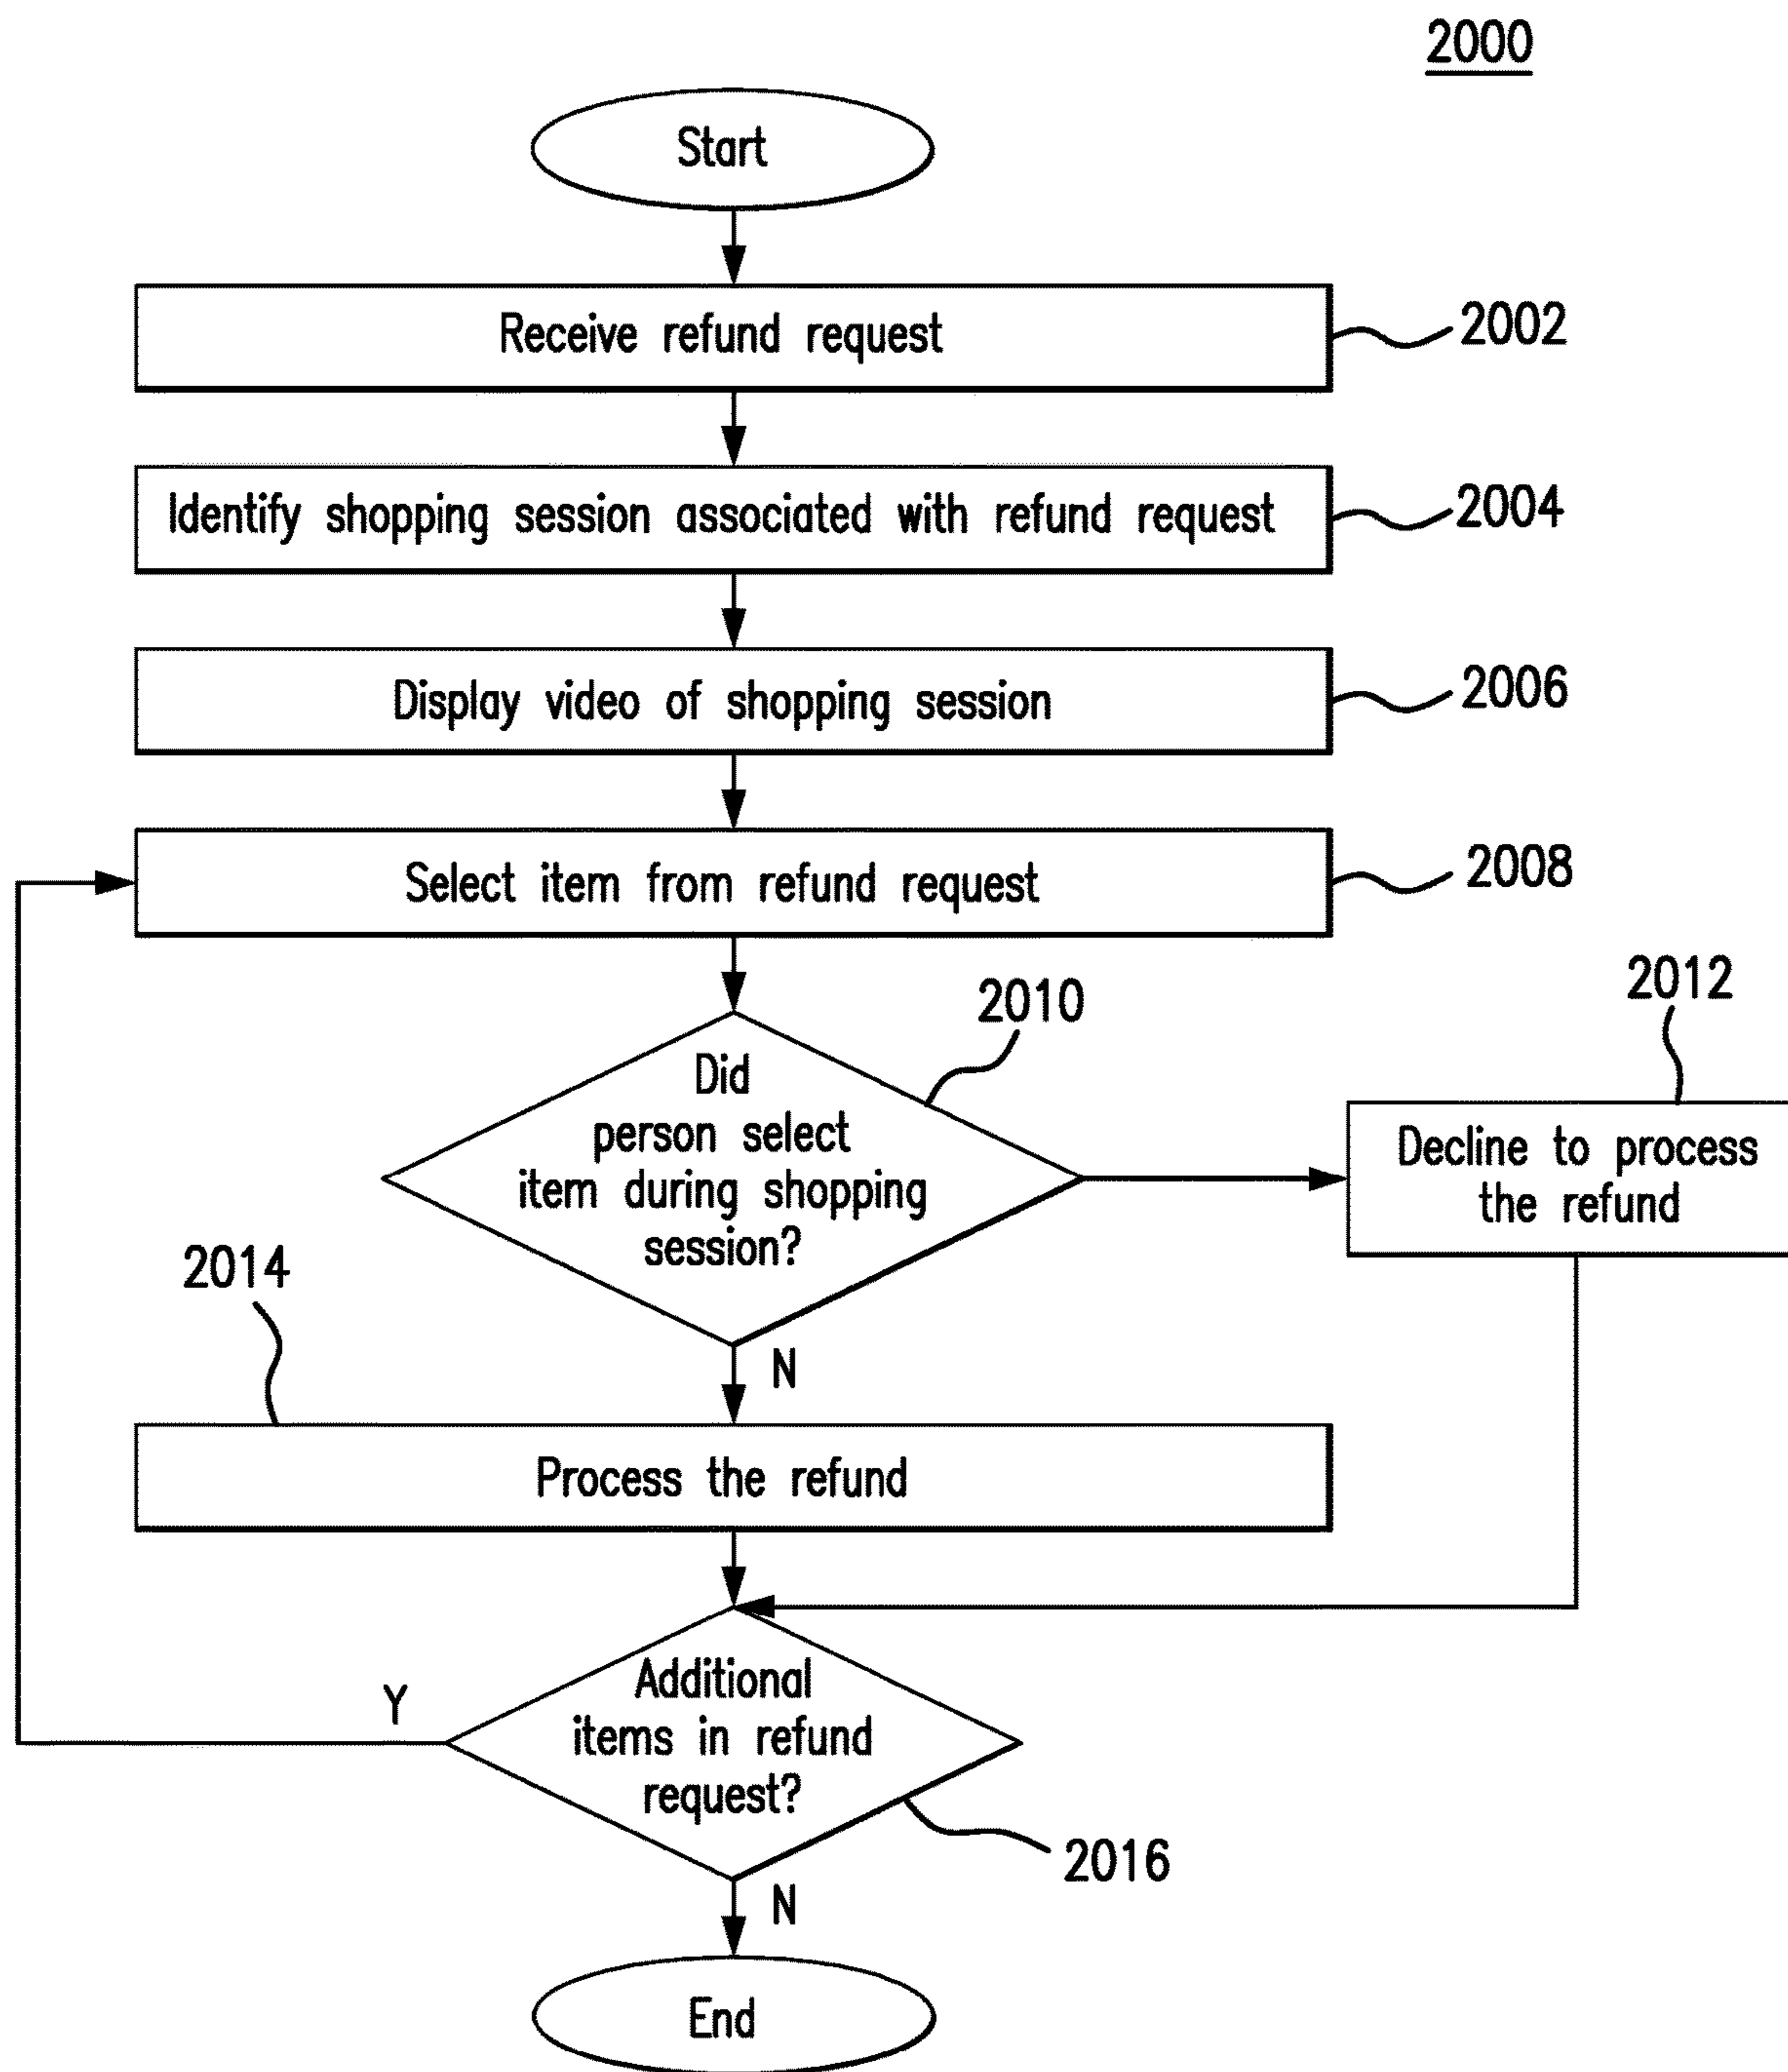 2000
Start
Receive refund request
2002
Identify shopping session associated with refund request
2004
Display video of shopping session
2006
Select item from refund request
2008
Did
person select
item during shopping
session?
2010
2012
Decline to process
the refund
N
2014
Process the refund
Additional
items in refund
request?
Y
2016
N
End